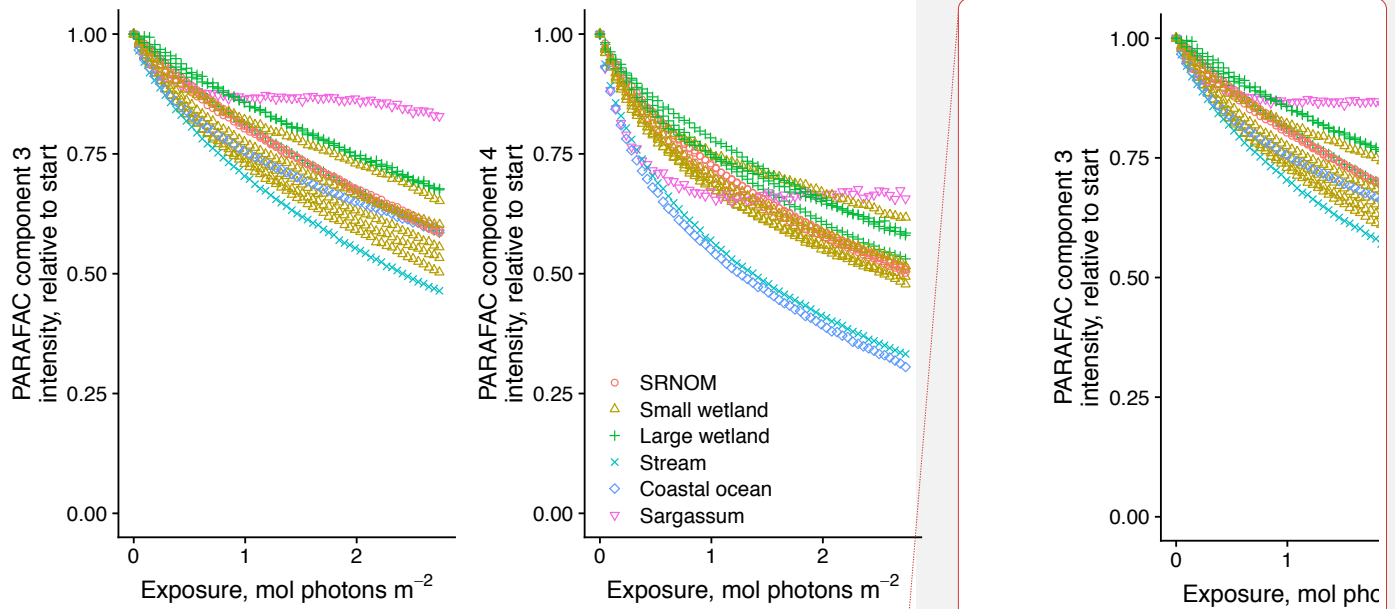 PARAFAC component 3
intensity, relative to start
1.00
0.75
0.50
0.25
0.00
0
1
2
Exposure, mol photons m⁻²
PARAFAC component 4
intensity, relative to start
1.00
0.75
0.50
0.25
0.00
SRNOM
Small wetland
Large wetland
Stream
Coastal ocean
Sargassum
0
1
2
Exposure, mol photons m⁻²
PARAFAC component 3
intensity, relative to start
1.00
0.75
0.50
0.25
0.00
0
1
Exposure, mol pho